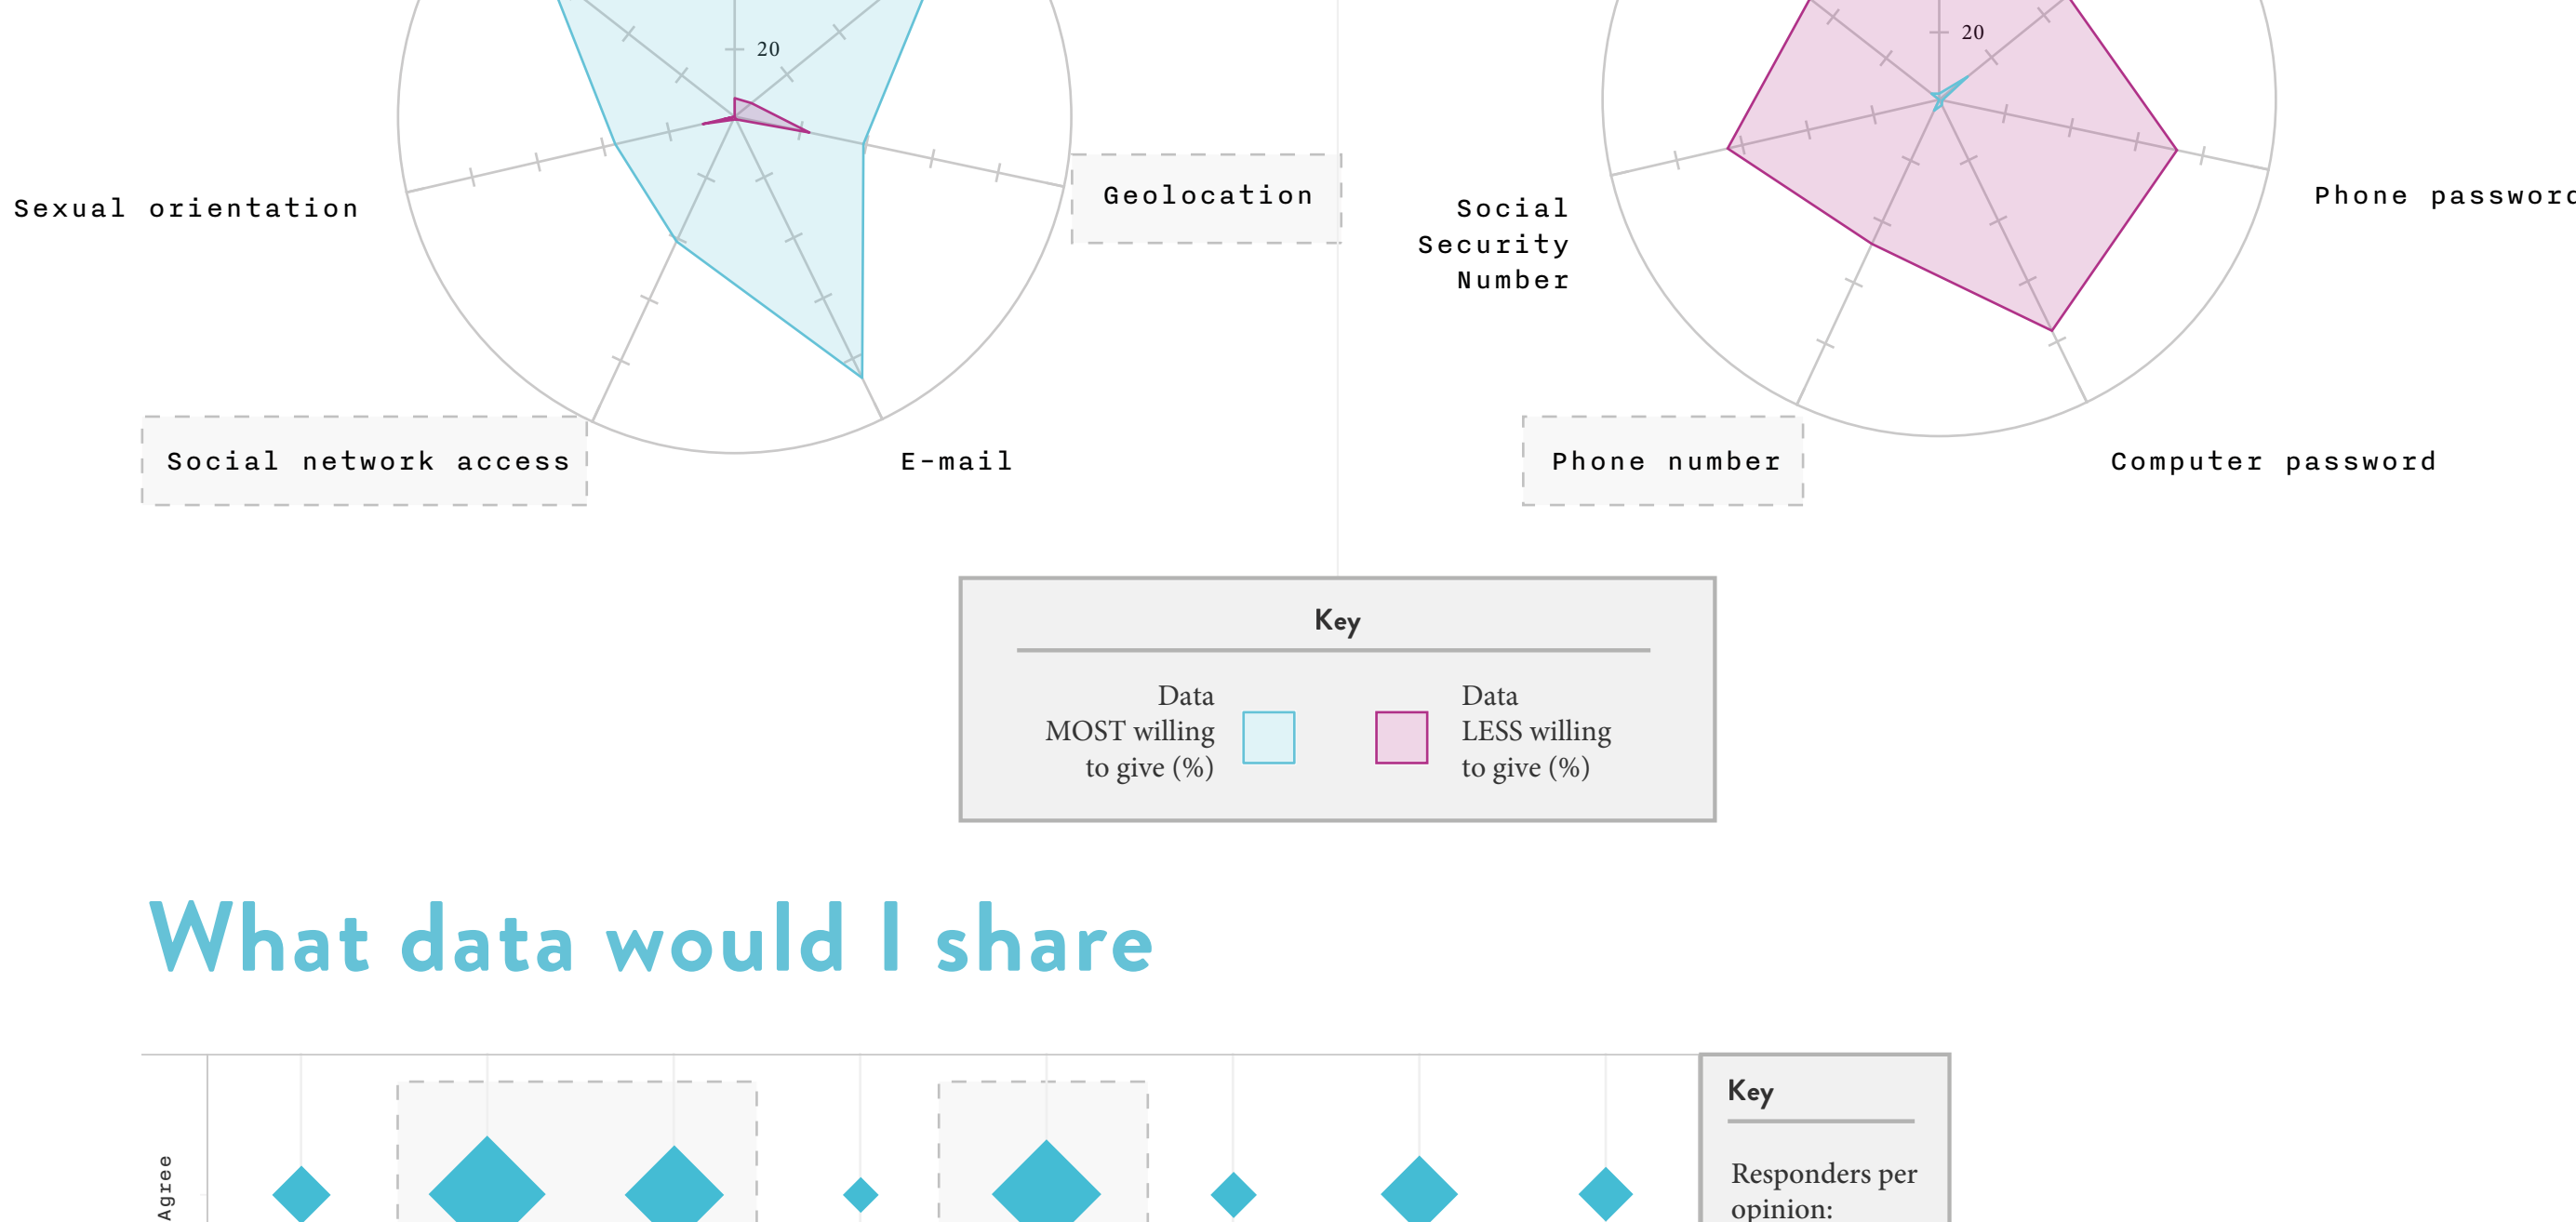 20
20
Sexual orientation
Geolocation
Social
Security
Number
Phone password
Social network access
E-mail
Phone number
Computer password
Key
Data
MOST willing
to give (%)
Data
LESS willing
to give (%)
What data would I share
Agree
Key
Responders per
opinion: